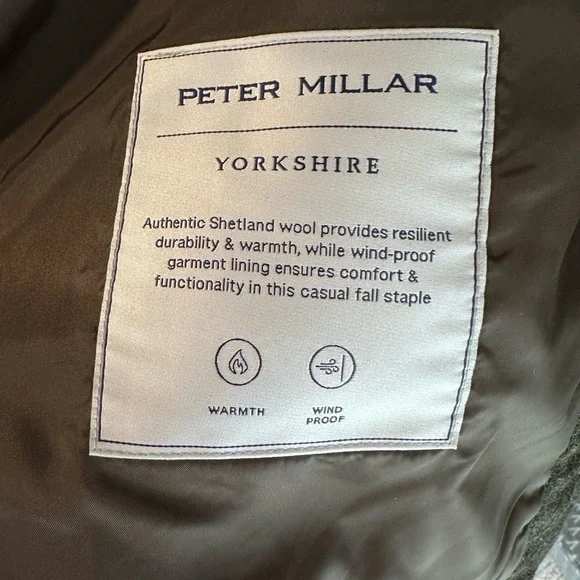 PETER MILLAR
YORKSHIRE
Authentic Shetland wool provides resilient
durability & warmth, while wind-proof
garment lining ensures comfort &
functionality in this casual fall staple
WARMTH
WIND
PROOF